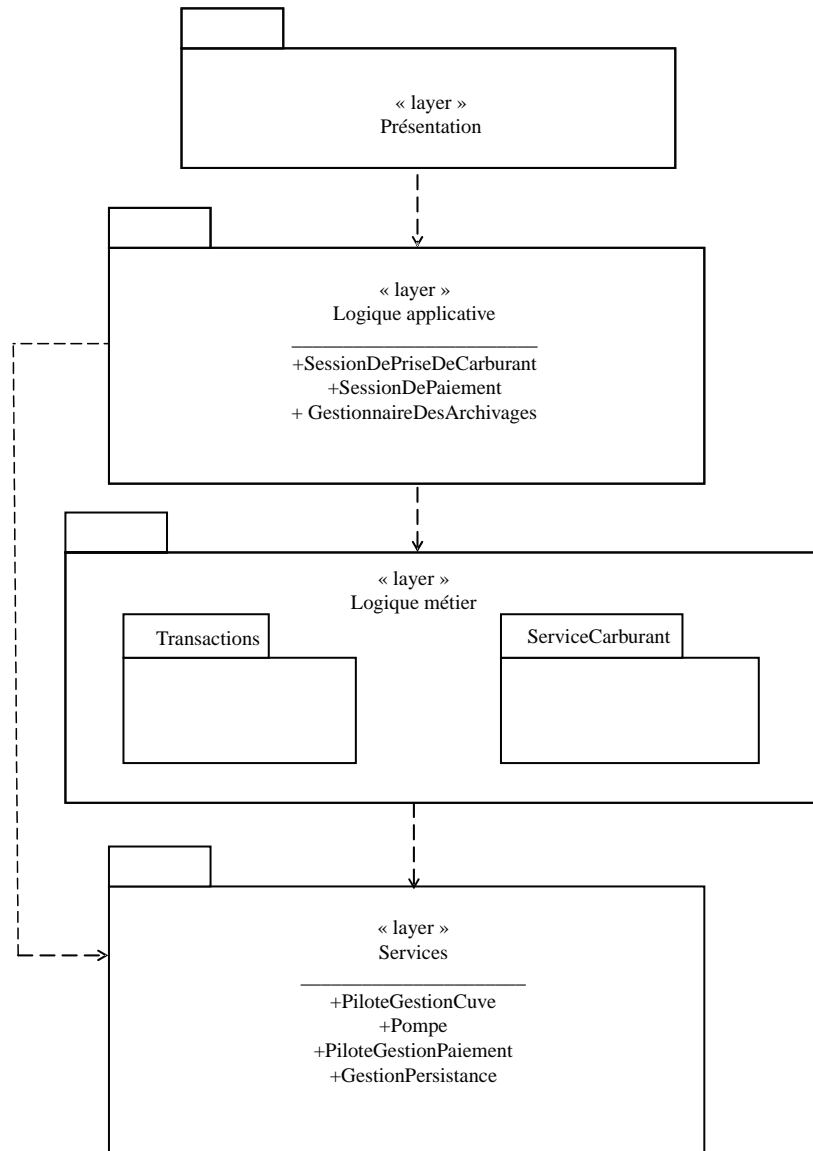 « layer »
Présentation
« layer »
Logique applicative
+SessionDePriseDeCarburant
+SessionDePaiement
+ GestionnaireDesArchivages
« layer »
Logique métier
Transactions
ServiceCarburant
« layer »
Services
+PiloteGestionCuve
+Pompe
+PiloteGestionPaiement
+GestionPersistance